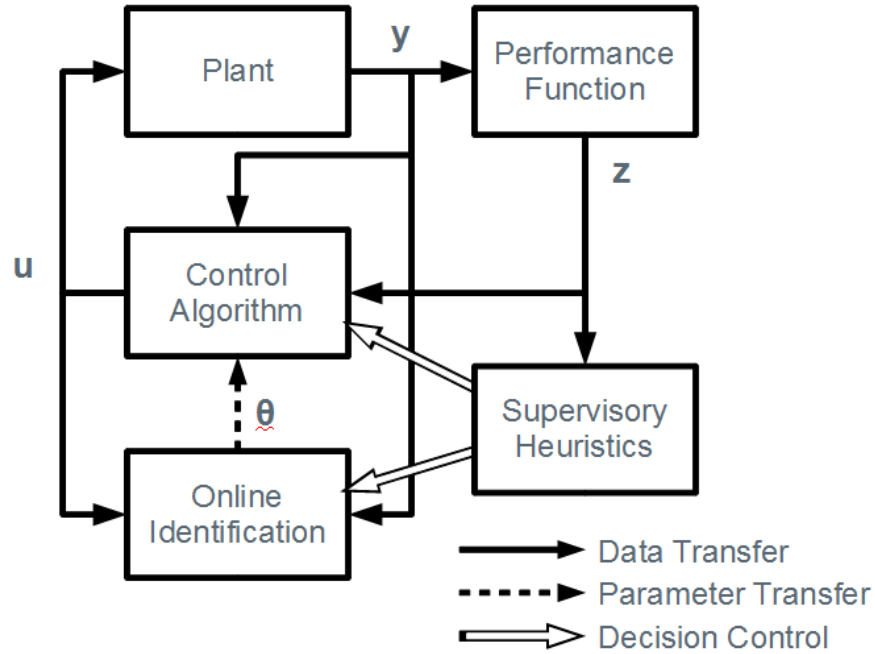 Plant
y
Performance
Function
z
u
Control
Algorithm
θ
Supervisory
Heuristics
Online
Identification
Data Transfer
Parameter Transfer
Decision Control